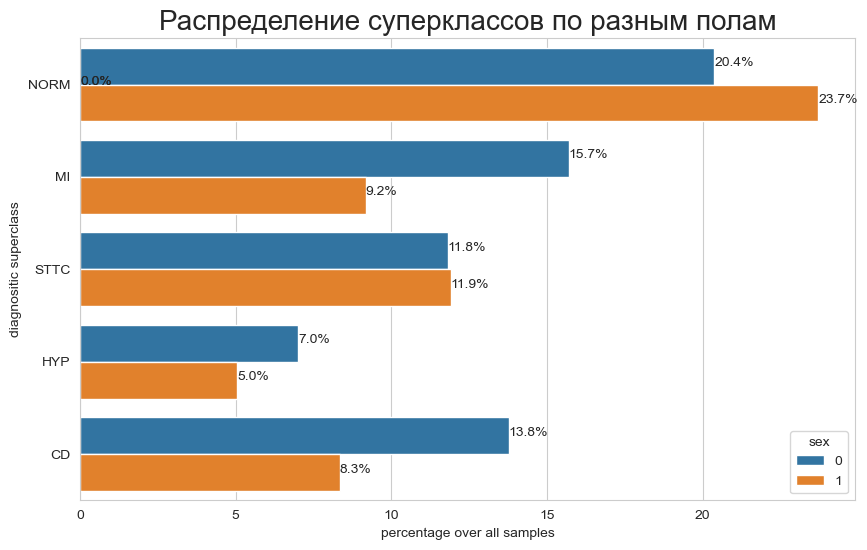 Распределение суперклассов по разным полам
NORM
20.4%
0.0%
23.7%
MI
15.7%
9.2%
STTC
11.8%
11.9%
HYP
7.0%
5.0%
CD
13.8%
8.3%
diagnositic superclass
sex
0
1
0 5 10 15 20
percentage over all samples